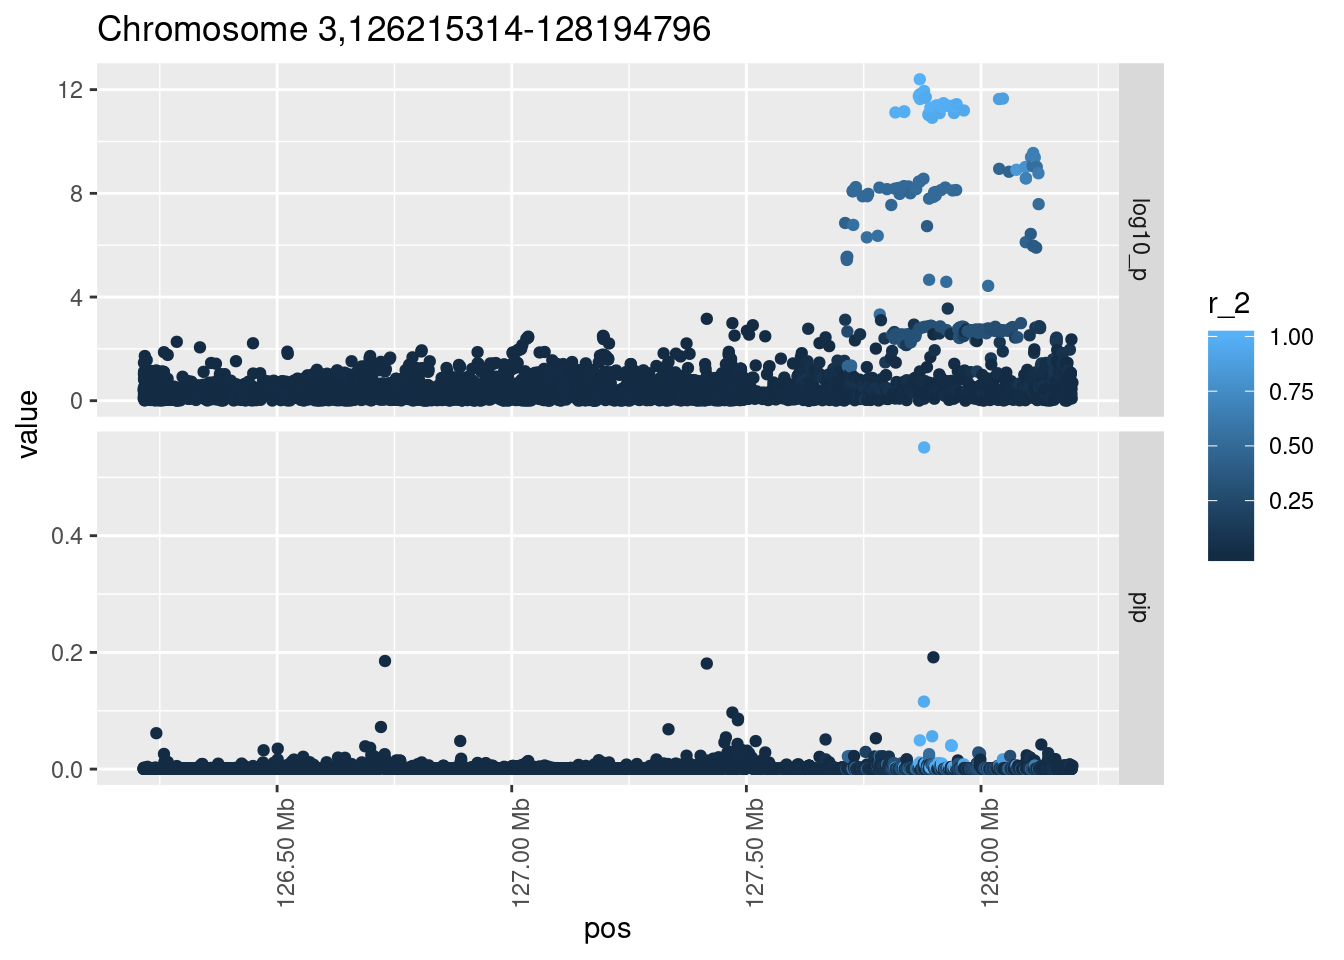 Chromosome 3,126215314-128194796
value
12
8
4
0
log10_p
0.4
0.2
0.0
pip
126.50 Mb
127.00 Mb
127.50 Mb
128.00 Mb
pos
r_2
1.00
0.75
0.50
0.25